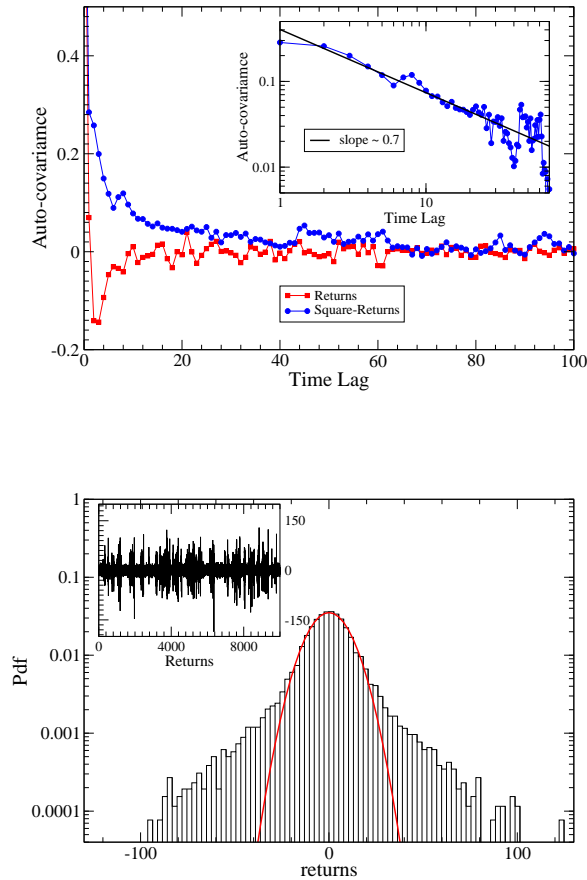 0.4
0.2
0
-0.2
Auto-covariamce
0
20
40
60
80
100
Time Lag
Returns
Square-Returns
0.1
0.01
Auto-covariance
1
10
Time Lag
slope ~ 0.7
1
0.1
0.01
0.001
0.0001
Pdf
-100
0
100
returns
150
0
-150
0
4000
8000
Returns